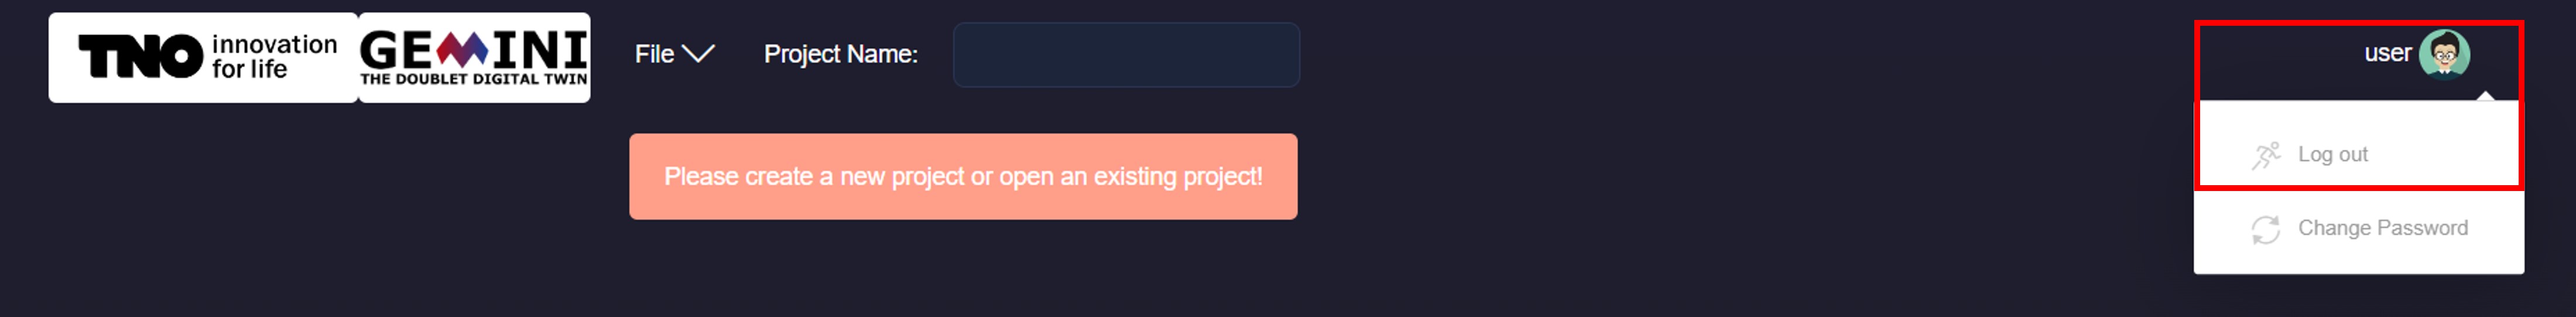 TNO innovation
for life
GEMINI
THE DOUBLET DIGITAL TWIN
File
Project Name:
user
Please create a new project or open an existing project!
Log out
Change Password